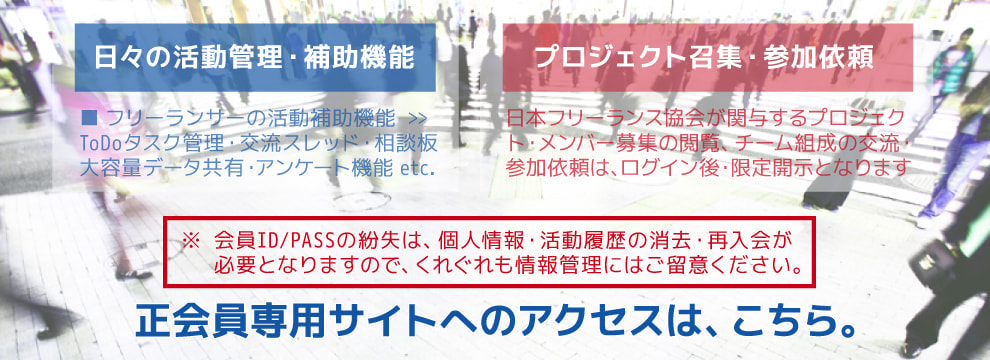 日々の活動管理・補助機能
■ フリーランサーの活動補助機能 >>
ToDoタスク管理・交流スレッド・相談板
大容量データ共有・アンケート機能 etc.
プロジェクト召集・参加依頼
日本フリーランス協会が関与するプロジェク
ト・メンバー募集の閲覧、チーム組成の交流・
参加依頼は、ログイン後・限定開示となります
※ 会員ID/PASSの紛失は、個人情報・活動履歴の消去・再入会が
必要となりますので、くれぐれも情報管理にはご留意ください。
正会員専用サイトへのアクセスは、こちら。